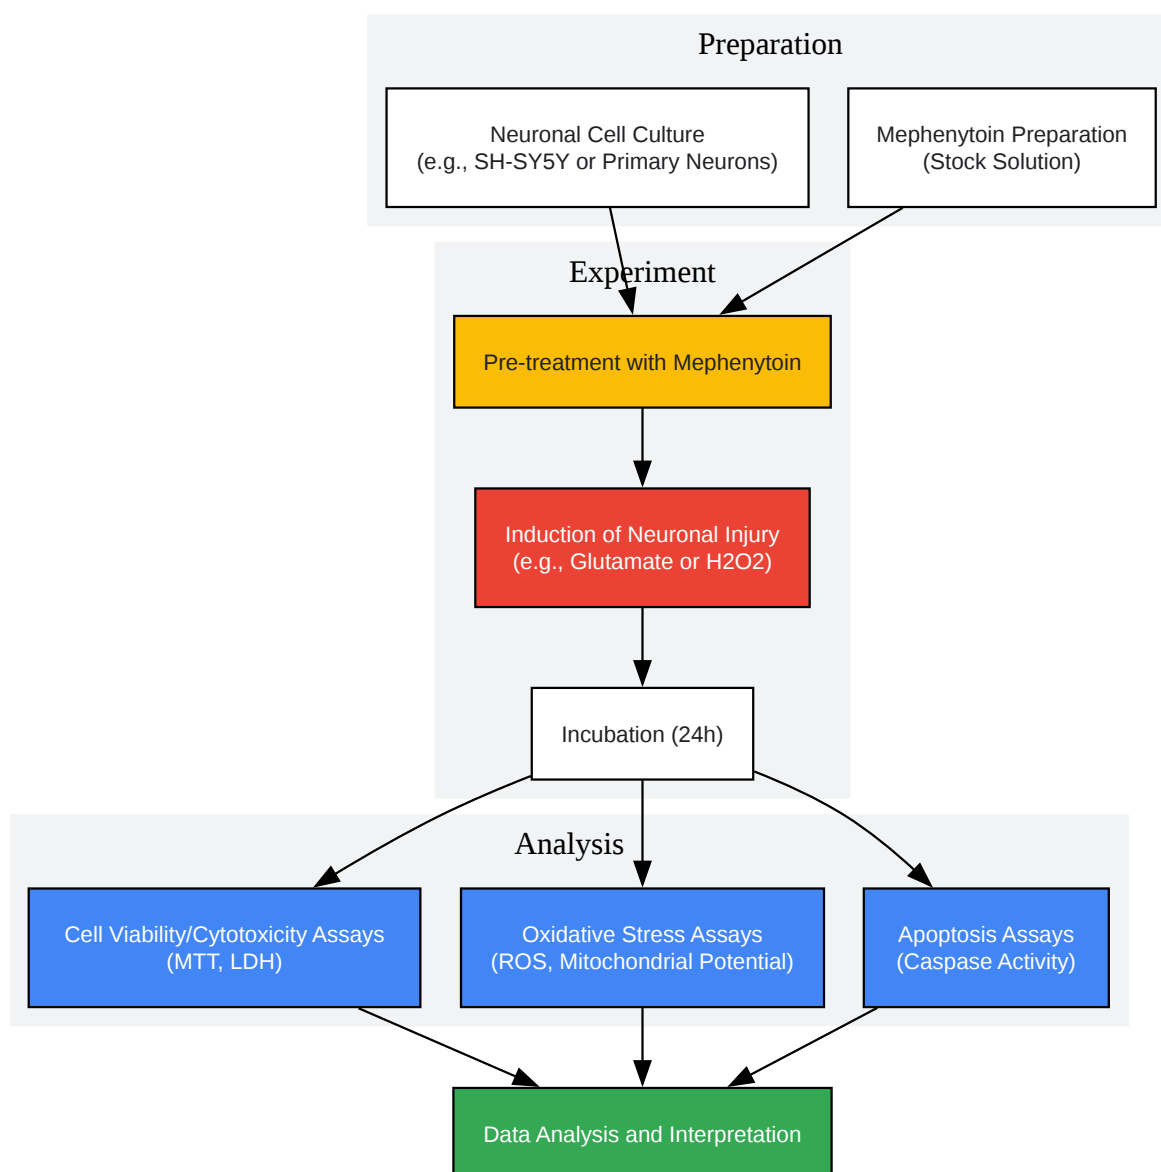 Preparation
Neuronal Cell Culture
(e.g., SH-SY5Y or Primary Neurons)
Mephenytoin Preparation
(Stock Solution)
Experiment
Pre-treatment with Mephenytoin
Induction of Neuronal Injury
(e.g., Glutamate or H2O2)
Incubation (24h)
Analysis
Cell Viability/Cytotoxicity Assays
(MTT, LDH)
Oxidative Stress Assays
(ROS, Mitochondrial Potential)
Apoptosis Assays
(Caspase Activity)
Data Analysis and Interpretation